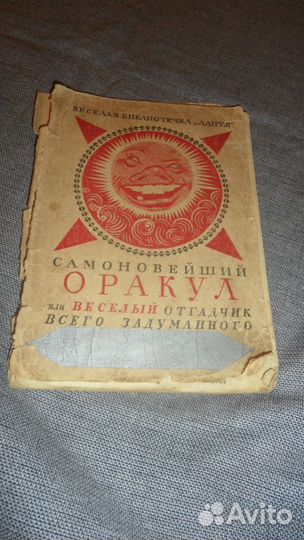 ВЕСЕЛАЯ БИБЛИОТЕЧКА „ЛАПТЯ"
САМОНОВЕЙШИЙ
ОРАКУЛ
ИЛИ ВЕСЕЛЫЙ ОТГАДЧИК
ВСЕГО ЗАДУМАННОГО
Avito